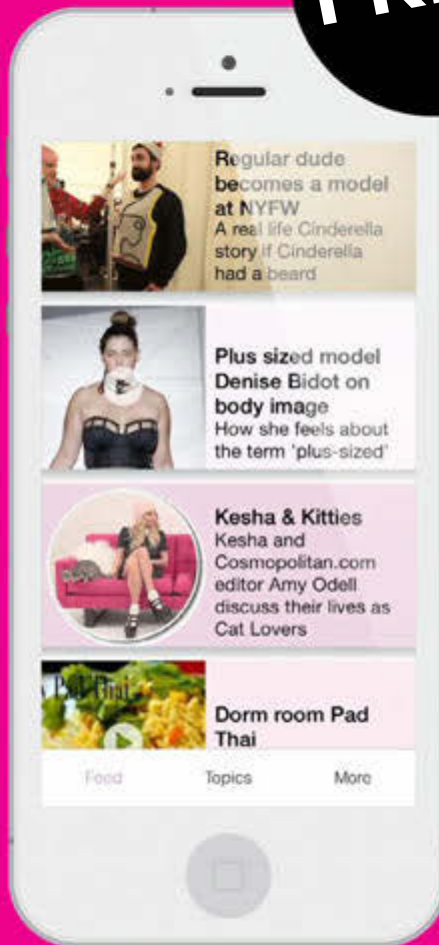 Regular dude
becomes a model
at NYFW
A real life Cinderella
story if Cinderella
had a beard
Plus sized model
Denise Bidot on
body image
How she feels about
the term 'plus-sized'
Kesha & Kitties
Kesha and
Cosmopolitan.com
editor Amy Odell
discuss their lives as
Cat Lovers
Pad Thai
Dorm room Pad
Thai
Feed Topics More